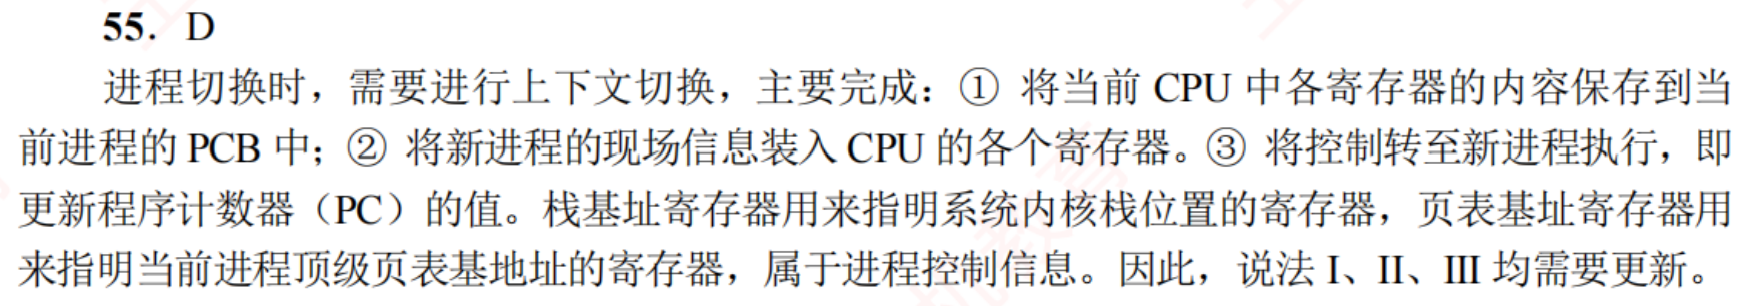 55. D
进程切换时，需要进行上下文切换，主要完成：① 将当前 CPU 中各寄存器的内容保存到当
前进程的 PCB 中；② 将新进程的现场信息装入 CPU 的各个寄存器。③ 将控制转至新进程执行，即
更新程序计数器（PC）的值。栈基址寄存器用来指明系统内核栈位置的寄存器，页表基址寄存器用
来指明当前进程顶级页表基地址的寄存器，属于进程控制信息。因此，说法 I、II、III 均需要更新。